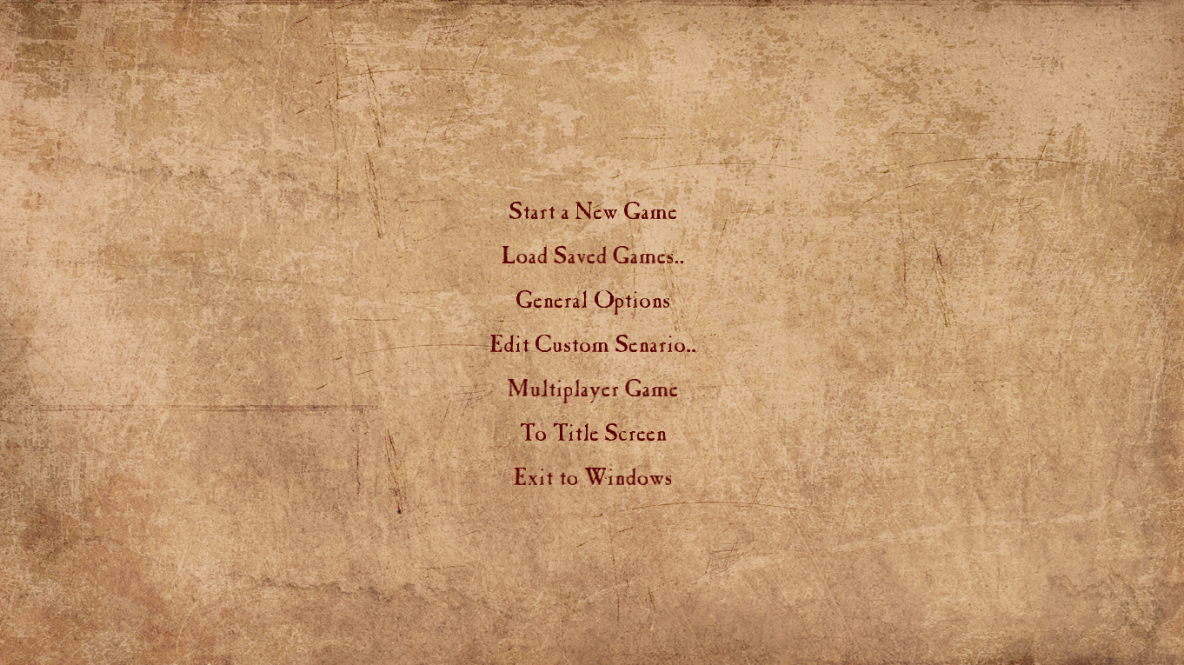 Start a New Game
Load Saved Games..
General Options
Edit Custom Senario..
Multiplayer Game
To Title Screen
Exit to Windows